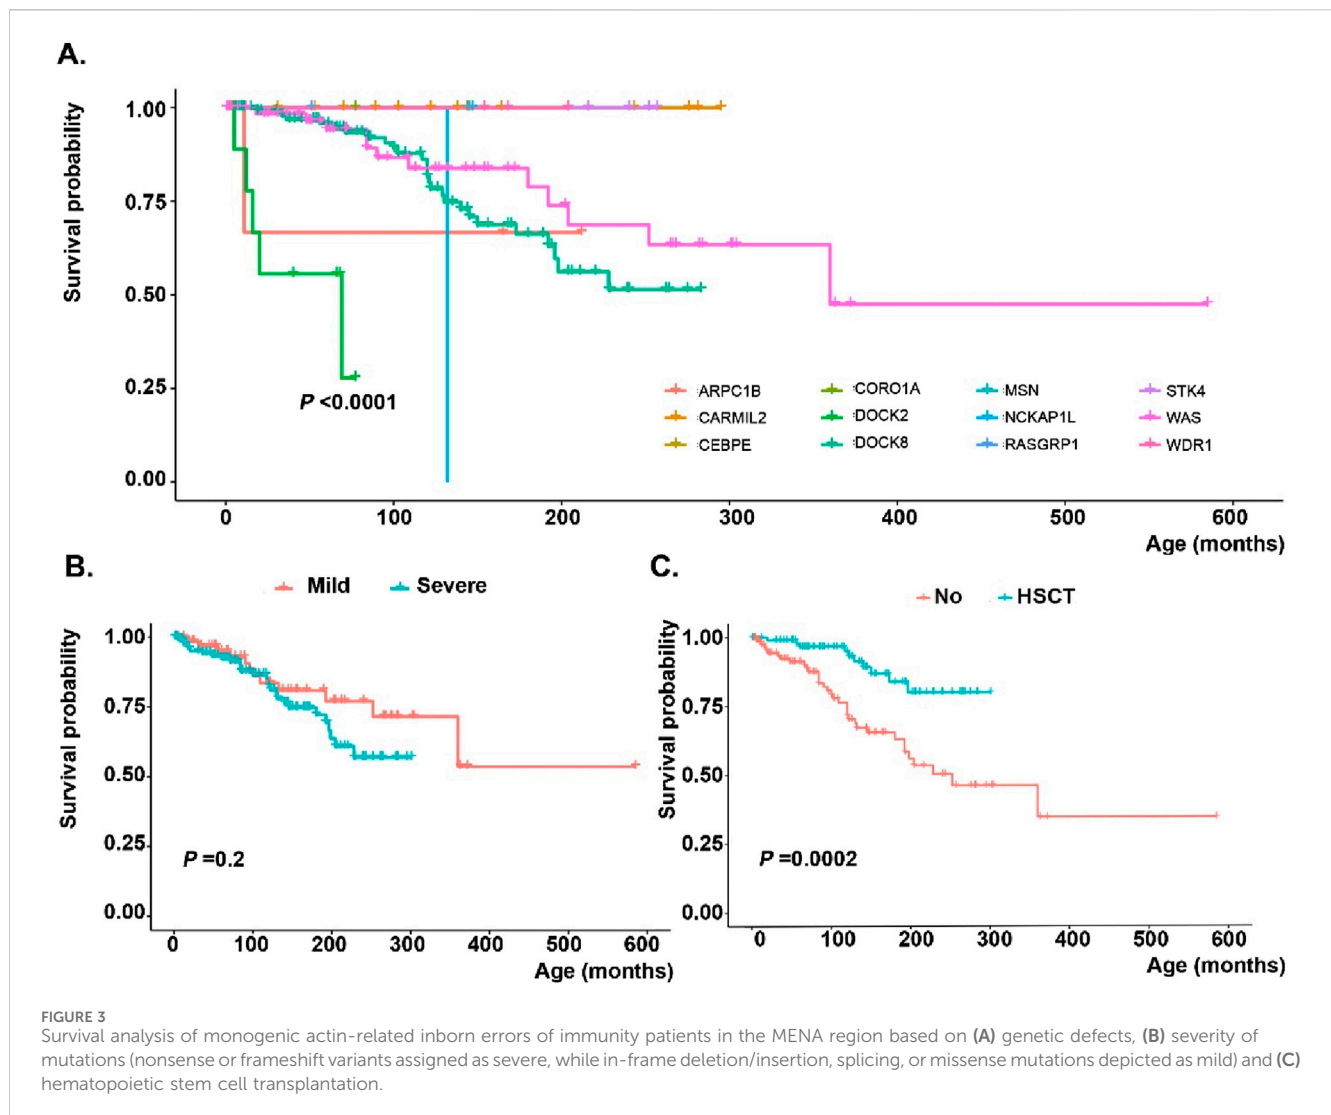 A.
Survival probability
1.00
0.75
0.50
0.25
0.00
P <0.0001
ARPC1B
CARMIL2
CEBPE
CORO1A
DOCK2
DOCK8
MSN
NCKAP1L
RASGRP1
STK4
WAS
WDR1
0 100 200 300 400 500 600
Age (months)
B.
Mild Severe
Survival probability
1.00
0.75
0.50
0.25
0.00
P =0.2
0 100 200 300 400 500 600
Age (months)
C.
No HSCT
Survival probability
1.00
0.75
0.50
0.25
0.00
P =0.0002
0 100 200 300 400 500 600
Age (months)
FIGURE 3
Survival analysis of monogenic actin-related inborn errors of immunity patients in the MENA region based on (A) genetic defects, (B) severity of
mutations (nonsense or frameshift variants assigned as severe, while in-frame deletion/insertion, splicing, or missense mutations depicted as mild) and (C)
hematopoietic stem cell transplantation.